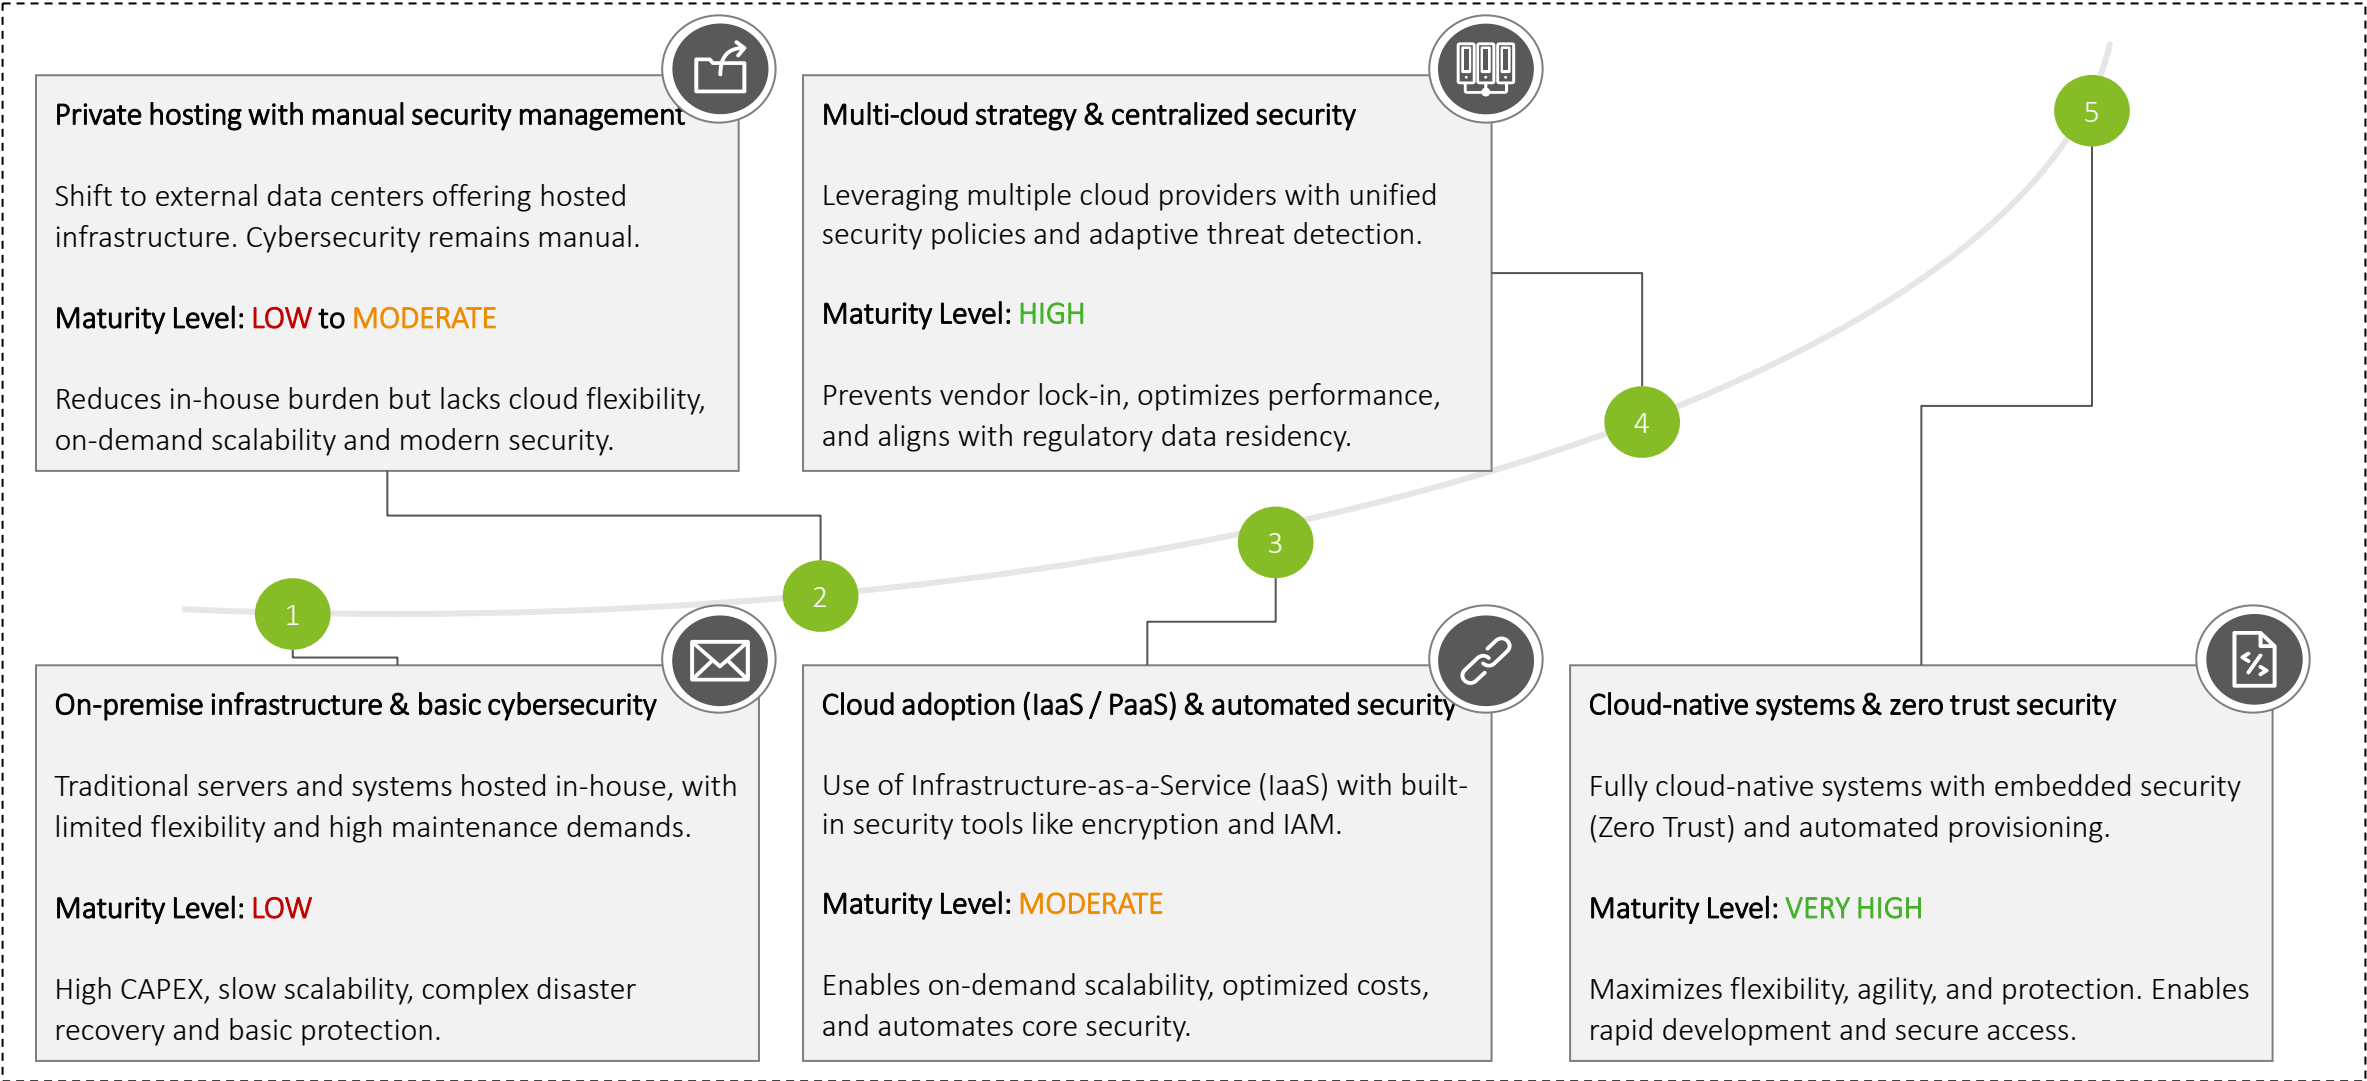 Private hosting with manual security management
Shift to external data centers offering hosted
infrastructure. Cybersecurity remains manual.
Maturity Level: LOW to MODERATE
Reduces in-house burden but lacks cloud flexibility,
on-demand scalability and modern security.
Multi-cloud strategy & centralized security
Leveraging multiple cloud providers with unified
security policies and adaptive threat detection.
Maturity Level: HIGH
Prevents vendor lock-in, optimizes performance,
and aligns with regulatory data residency.
5
4
3
2
1
On-premise infrastructure & basic cybersecurity
Traditional servers and systems hosted in-house, with
limited flexibility and high maintenance demands.
Maturity Level: LOW
High CAPEX, slow scalability, complex disaster
recovery and basic protection.
Cloud adoption (IaaS / PaaS) & automated security
Use of Infrastructure-as-a-Service (IaaS) with built-
in security tools like encryption and IAM.
Maturity Level: MODERATE
Enables on-demand scalability, optimized costs,
and automates core security.
Cloud-native systems & zero trust security
Fully cloud-native systems with embedded security
(Zero Trust) and automated provisioning.
Maturity Level: VERY HIGH
Maximizes flexibility, agility, and protection. Enables
rapid development and secure access.